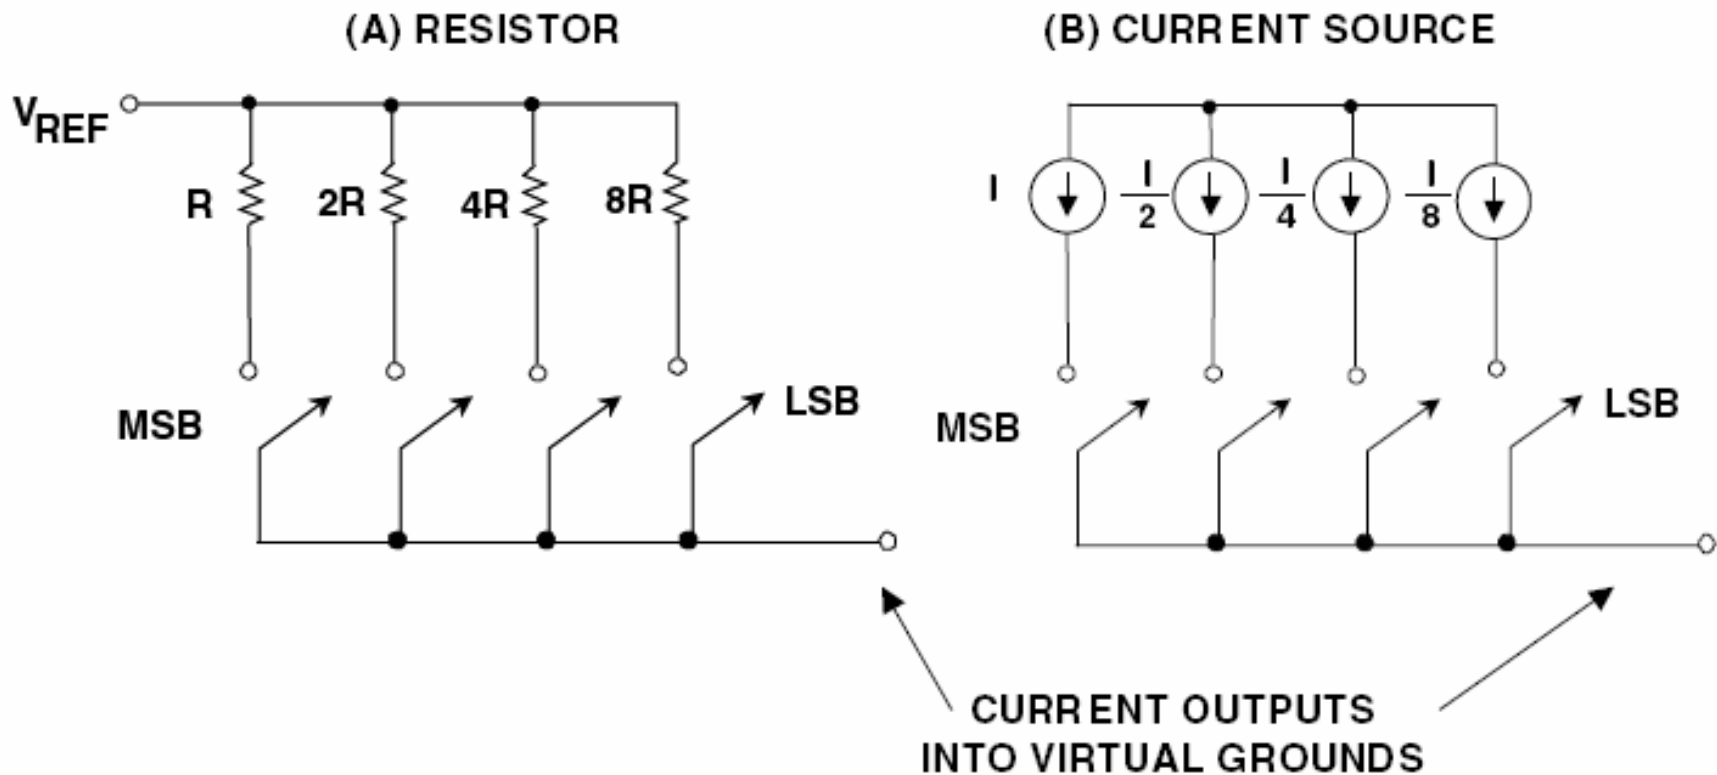 (A) RESISTOR
(B) CURRENT SOURCE
VREF
R
2R
4R
8R
I
I
2
I
4
I
8
MSB
LSB
MSB
LSB
CURRENT OUTPUTS
INTO VIRTUAL GROUNDS